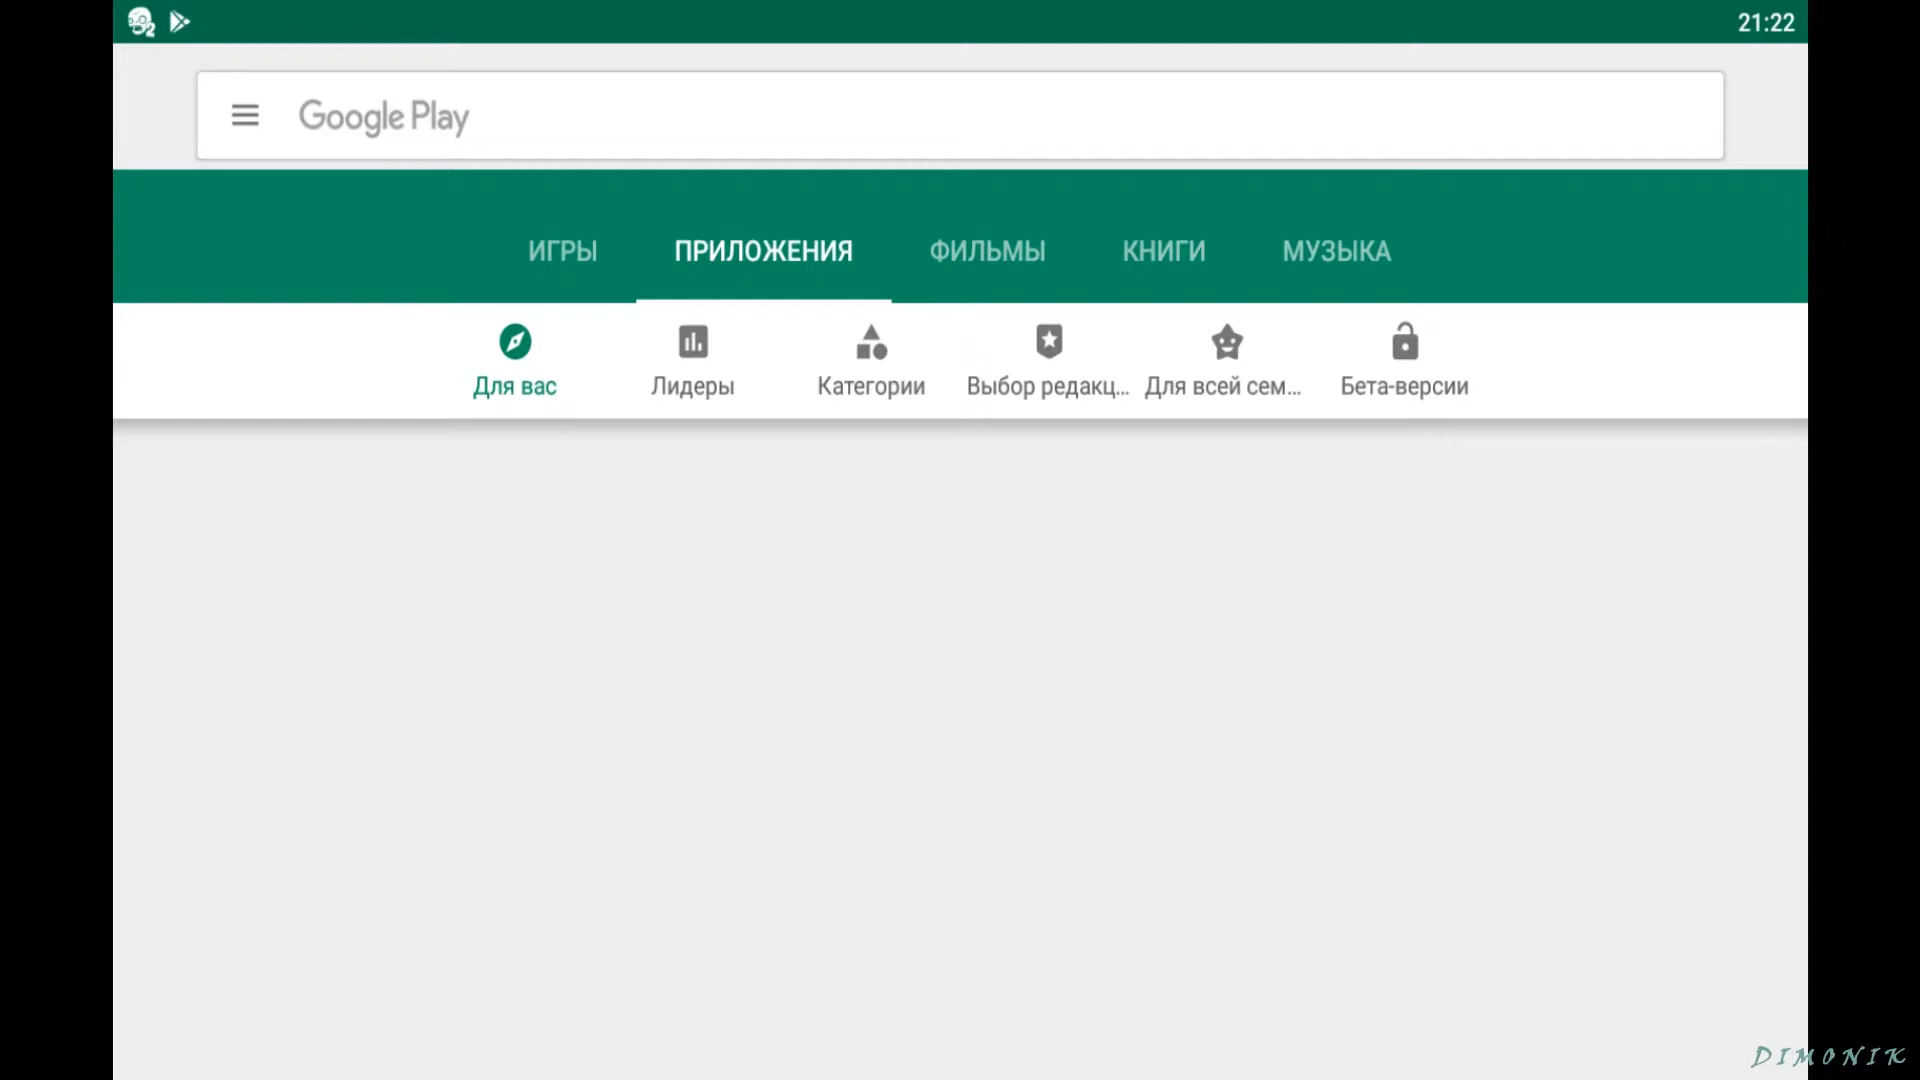 21:22
Google Play
ИГРЫ ПРИЛОЖЕНИЯ ФИЛЬМЫ КНИГИ МУЗЫКА
Для вас Лидеры Категории Выбор редакц... Для всей сем... Бета-версии
DIMONIK